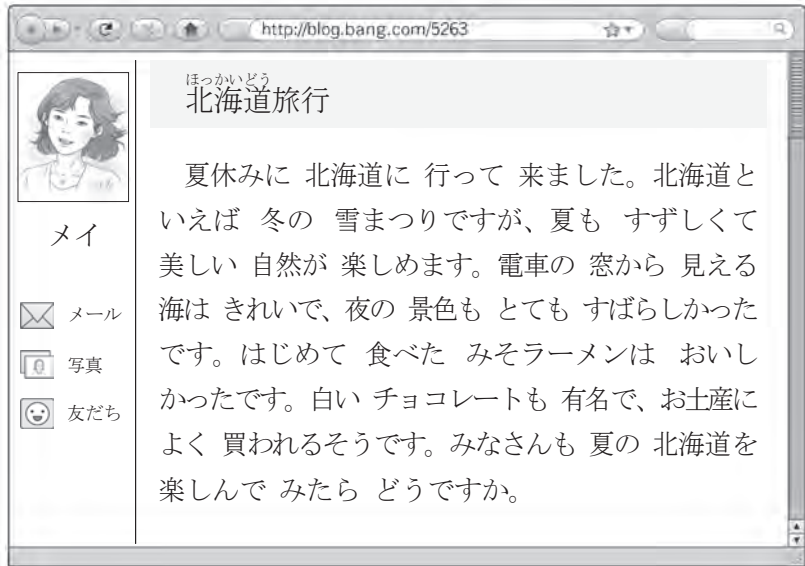 http://blog.bang.com/5263
ほっかいどう
北海道旅行
メイ
メール
写真
友だち
夏休みに 北海道に 行って 来ました。北海道と
いえば 冬の 雪まつりですが、夏も すずしくて
美しい 自然が 楽しめます。電車の 窓から 見える
海は きれいで、夜の 景色も とても すばらしかった
です。はじめて 食べた みそラーメンは おいし
かったです。白い チョコレートも 有名で、お土産に
よく 買われるそうです。みなさんも 夏の 北海道を
楽しんで みたら どうですか。